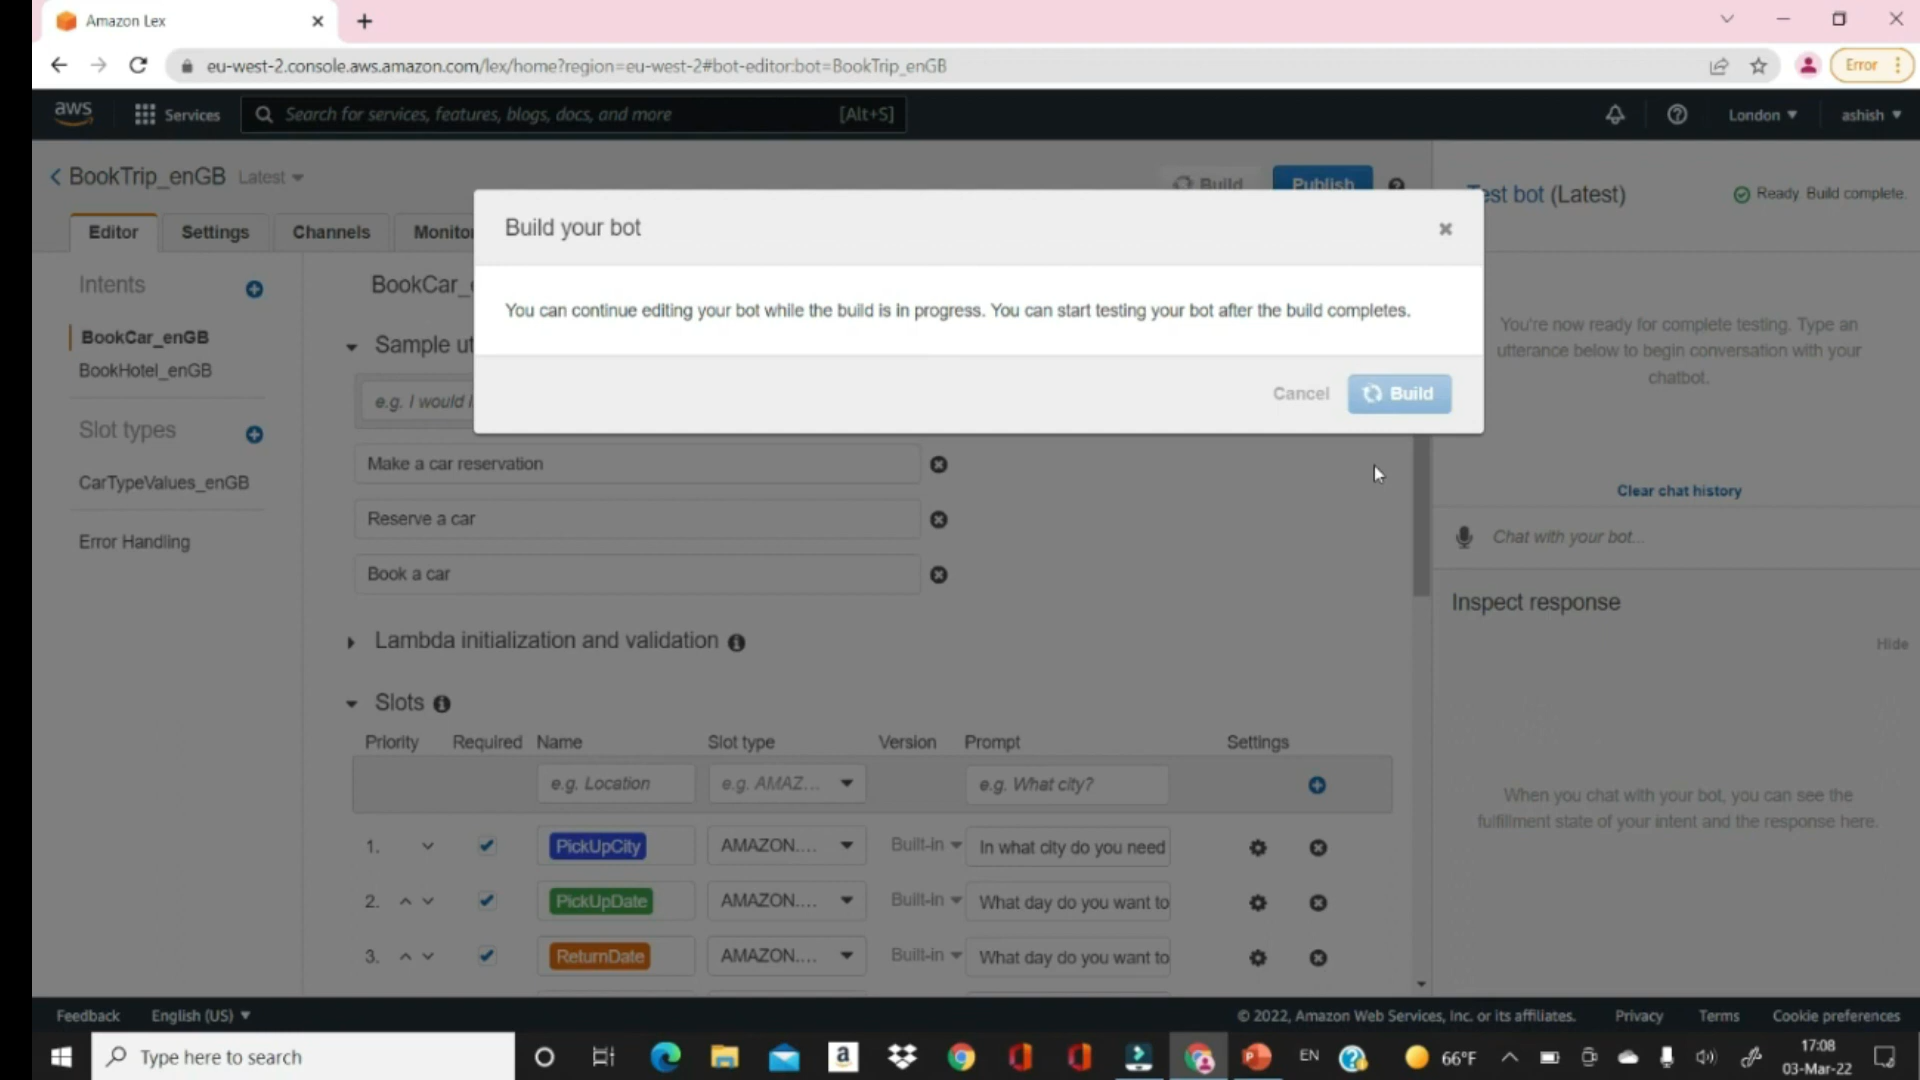 Amazon Lex
eu-west-2.console.aws.amazon.com/lex/home?region=eu-west-2#bot-editor:bot=BookTrip_enGB
Error
aws
Services
Search for services, features, blogs, docs, and more
[Alt+S]
London
ashish
BookTrip_enGB Latest
Build
Publish
Test bot (Latest)
Ready. Build complete.
Editor
Settings
Channels
Build your bot
You can continue editing your bot while the build is in progress. You can start testing your bot after the build completes.
Cancel
Build
Intents
BookCar_enGB
BookHotel_enGB
Slot types
CarTypeValues_enGB
Error Handling
BookCar_
Sample ut
e.g. I would l
Make a car reservation
Reserve a car
Book a car
Lambda initialization and validation
Slots
Priority Required Name Slot type Version Prompt Settings
e.g. Location e.g. AMAZ... e.g. What city?
1. PickUpCity AMAZON.... Built-in In what city do you need
2. PickUpDate AMAZON.... Built-in What day do you want to
3. ReturnDate AMAZON.... Built-in What day do you want to
You're now ready for complete testing. Type an
utterance below to begin conversation with your
chatbot.
Clear chat history
Chat with your bot...
Inspect response
Hide
When you chat with your bot, you can see the
fulfillment state of your intent and the response here.
Feedback English (US)
© 2022, Amazon Web Services, Inc. or its affiliates. Privacy Terms Cookie preferences
Type here to search
EN
66°F
17:08
03-Mar-22